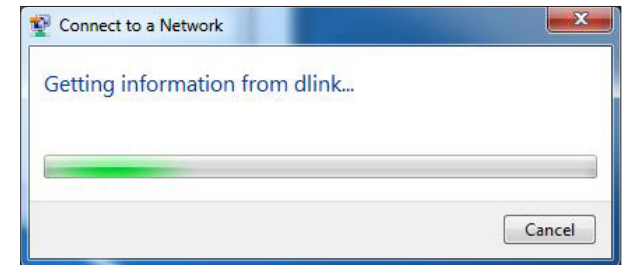 Connect to a Network
Getting information from dlink...
Cancel